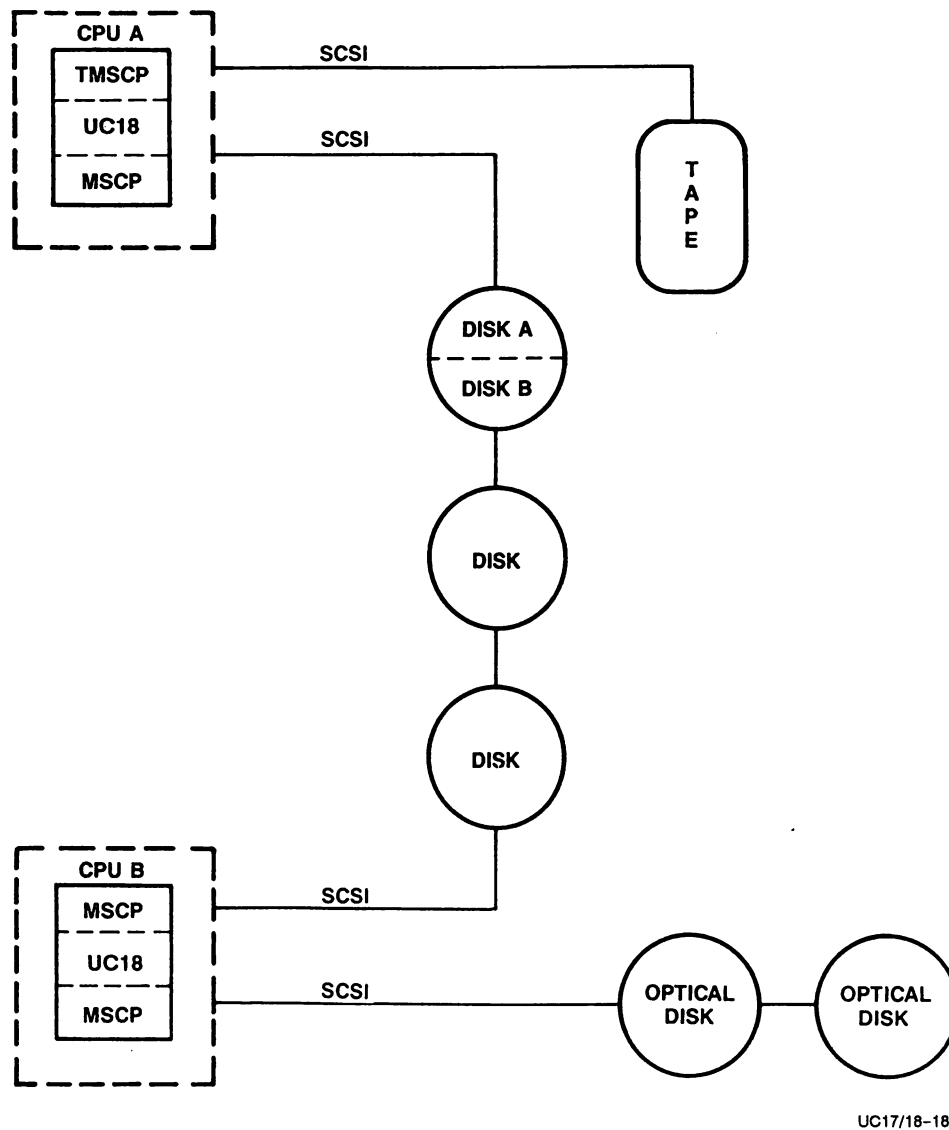 CPU A
TMSCP
UC18
MSCP
SCSI
SCSI
TAPE
DISK A
DISK B
DISK
DISK
CPU B
MSCP
UC18
MSCP
SCSI
SCSI
OPTICAL
DISK
OPTICAL
DISK
UC17/18-18